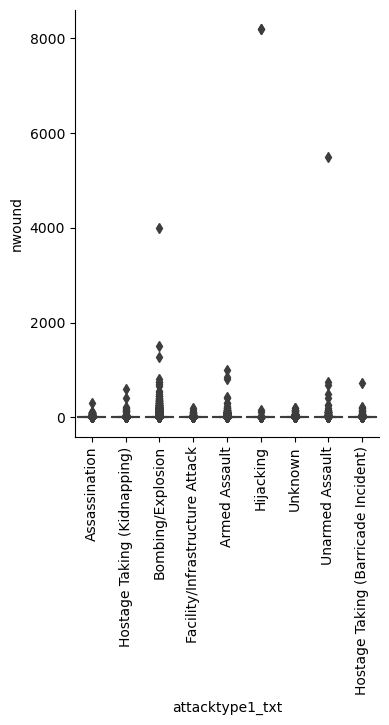 8000
6000
4000
2000
0
nwound
Assassination
Hostage Taking (Kidnapping)
Bombing/Explosion
Facility/Infrastructure Attack
Armed Assault
Hijacking
Unknown
Unarmed Assault
Hostage Taking (Barricade Incident)
attacktype1_txt